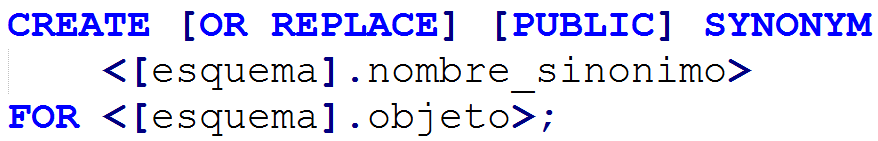 CREATE [OR REPLACE] [PUBLIC] SYNONYM
<[esquema].nombre_sinonimo>
FOR <[esquema].objeto>;